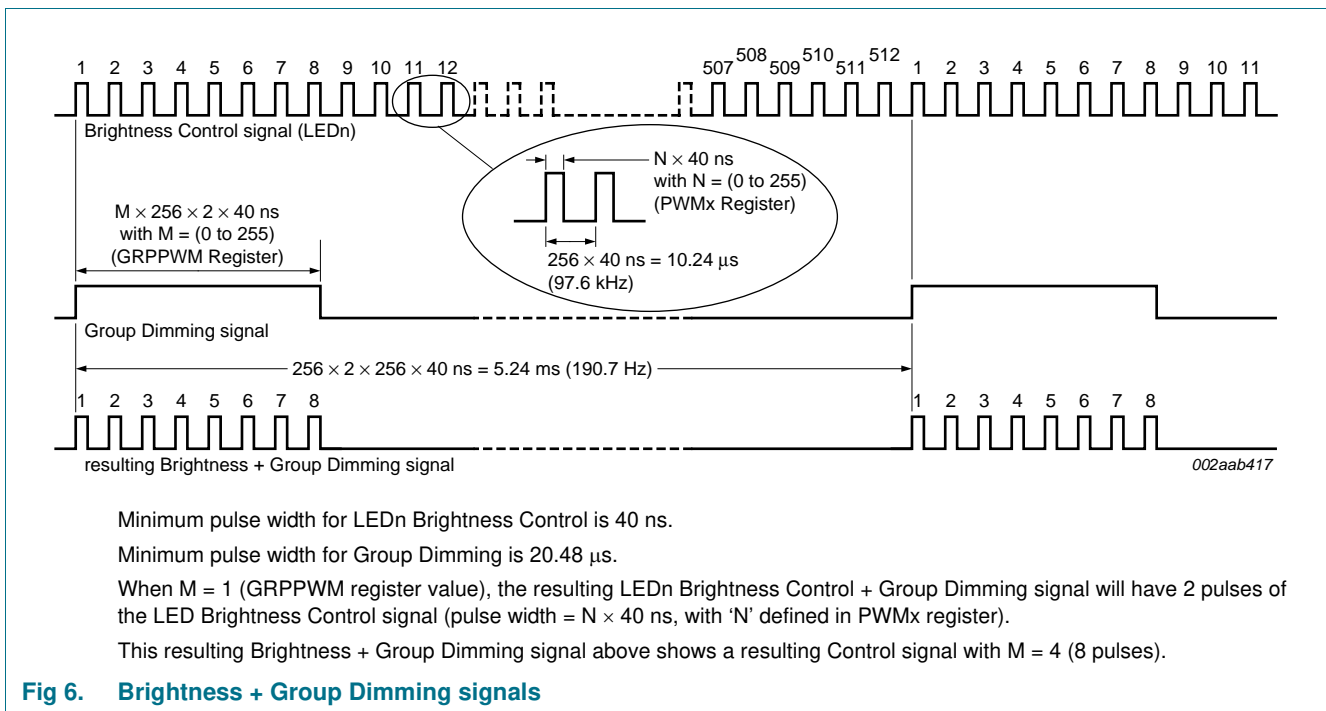 1 2 3 4 5 6 7 8 9 10 11 12 507 508 509 510 511 512 1 2 3 4 5 6 7 8 9 10 11
Brightness Control signal (LEDn)
N × 40 ns
with N = (0 to 255)
(PWMx Register)
M × 256 × 2 × 40 ns
with M = (0 to 255)
(GRPPWM Register)
256 × 40 ns = 10.24 μs
(97.6 kHz)
Group Dimming signal
256 × 2 × 256 × 40 ns = 5.24 ms (190.7 Hz)
1 2 3 4 5 6 7 8 1 2 3 4 5 6 7 8
resulting Brightness + Group Dimming signal
002aab417
Minimum pulse width for LEDn Brightness Control is 40 ns.
Minimum pulse width for Group Dimming is 20.48 μs.
When M = 1 (GRPPWM register value), the resulting LEDn Brightness Control + Group Dimming signal will have 2 pulses of
the LED Brightness Control signal (pulse width = N × 40 ns, with ‘N’ defined in PWMx register).
This resulting Brightness + Group Dimming signal above shows a resulting Control signal with M = 4 (8 pulses).
Fig 6. Brightness + Group Dimming signals